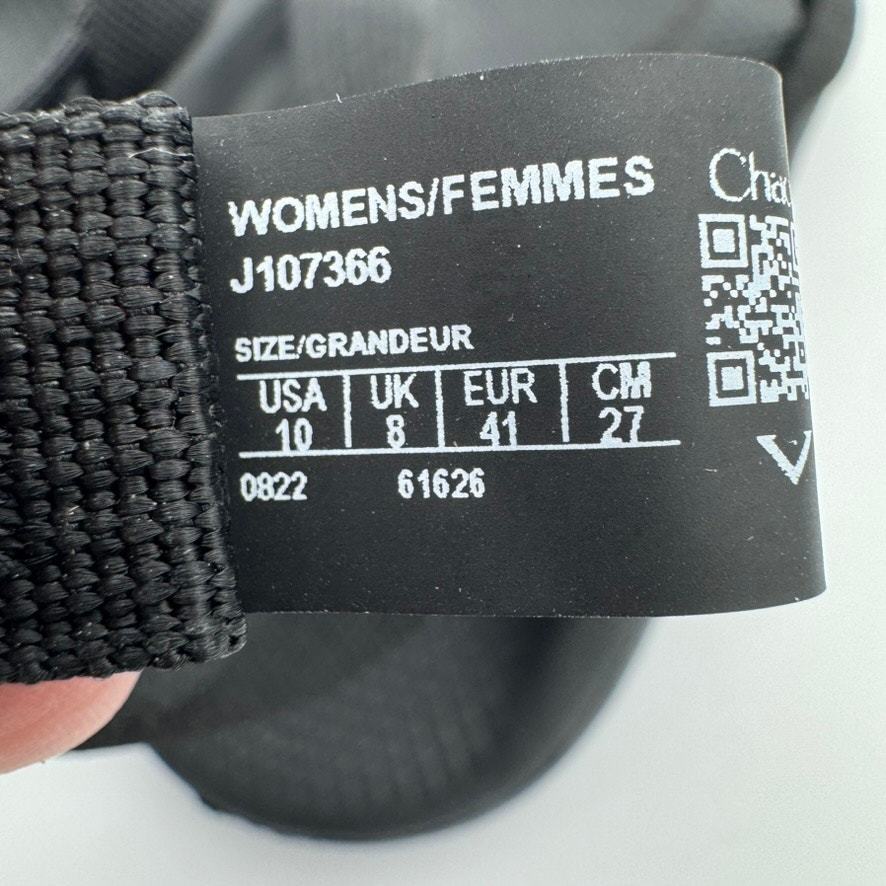 WOMENS/FEMMES
J107366
SIZE/GRANDEUR
USA UK EUR CM
10 8 41 27
0822 61626